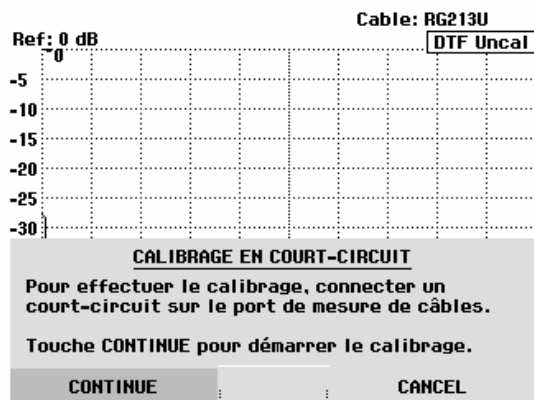 Cable: RG213U
Ref: 0 dB
DTF Uncal
0
-5
-10
-15
-20
-25
-30
CALIBRAGE EN COURT-CIRCUIT
Pour effectuer le calibrage, connecter un
court-circuit sur le port de mesure de câbles.
Touche CONTINUE pour démarrer le calibrage.
CONTINUE
CANCEL